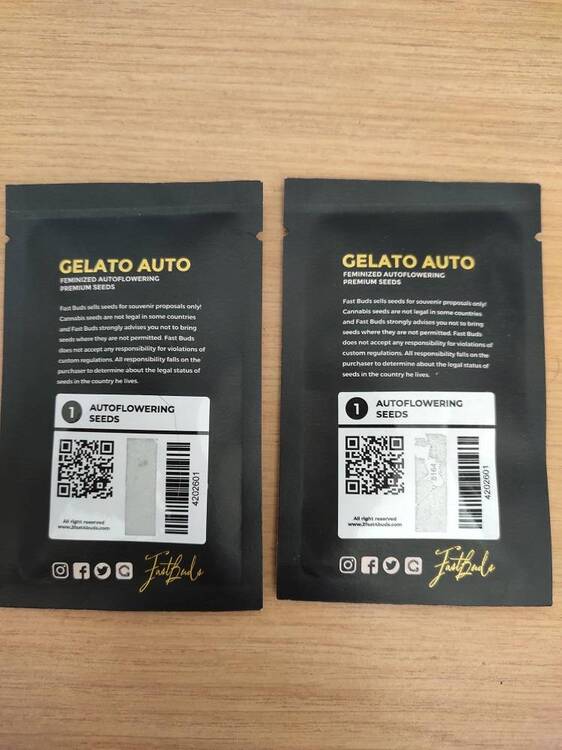 GELATO AUTO
FEMINIZED AUTOFLOWERING
PREMIUM SEEDS
Fast Buds sells seeds for souvenir proposals only!
Cannabis seeds are not legal in some countries
and Fast Buds strongly advises you not to bring
seeds where they are not permitted. Fast Buds
does not accept any responsibility for violations of
custom regulations. All responsibility falls on the
purchaser to determine about the legal status of
seeds in the country he lives.
1
AUTOFLOWERING
SEEDS
4202601
All right reserved
www.2fast4buds.com
FastBuds
GELATO AUTO
FEMINIZED AUTOFLOWERING
PREMIUM SEEDS
Fast Buds sells seeds for souvenir proposals only!
Cannabis seeds are not legal in some countries
and Fast Buds strongly advises you not to bring
seeds where they are not permitted. Fast Buds
does not accept any responsibility for violations of
custom regulations. All responsibility falls on the
purchaser to determine about the legal status of
seeds in the country he lives.
1
AUTOFLOWERING
SEEDS
8164
4202601
All right reserved
www.2fast4buds.com
FastBuds